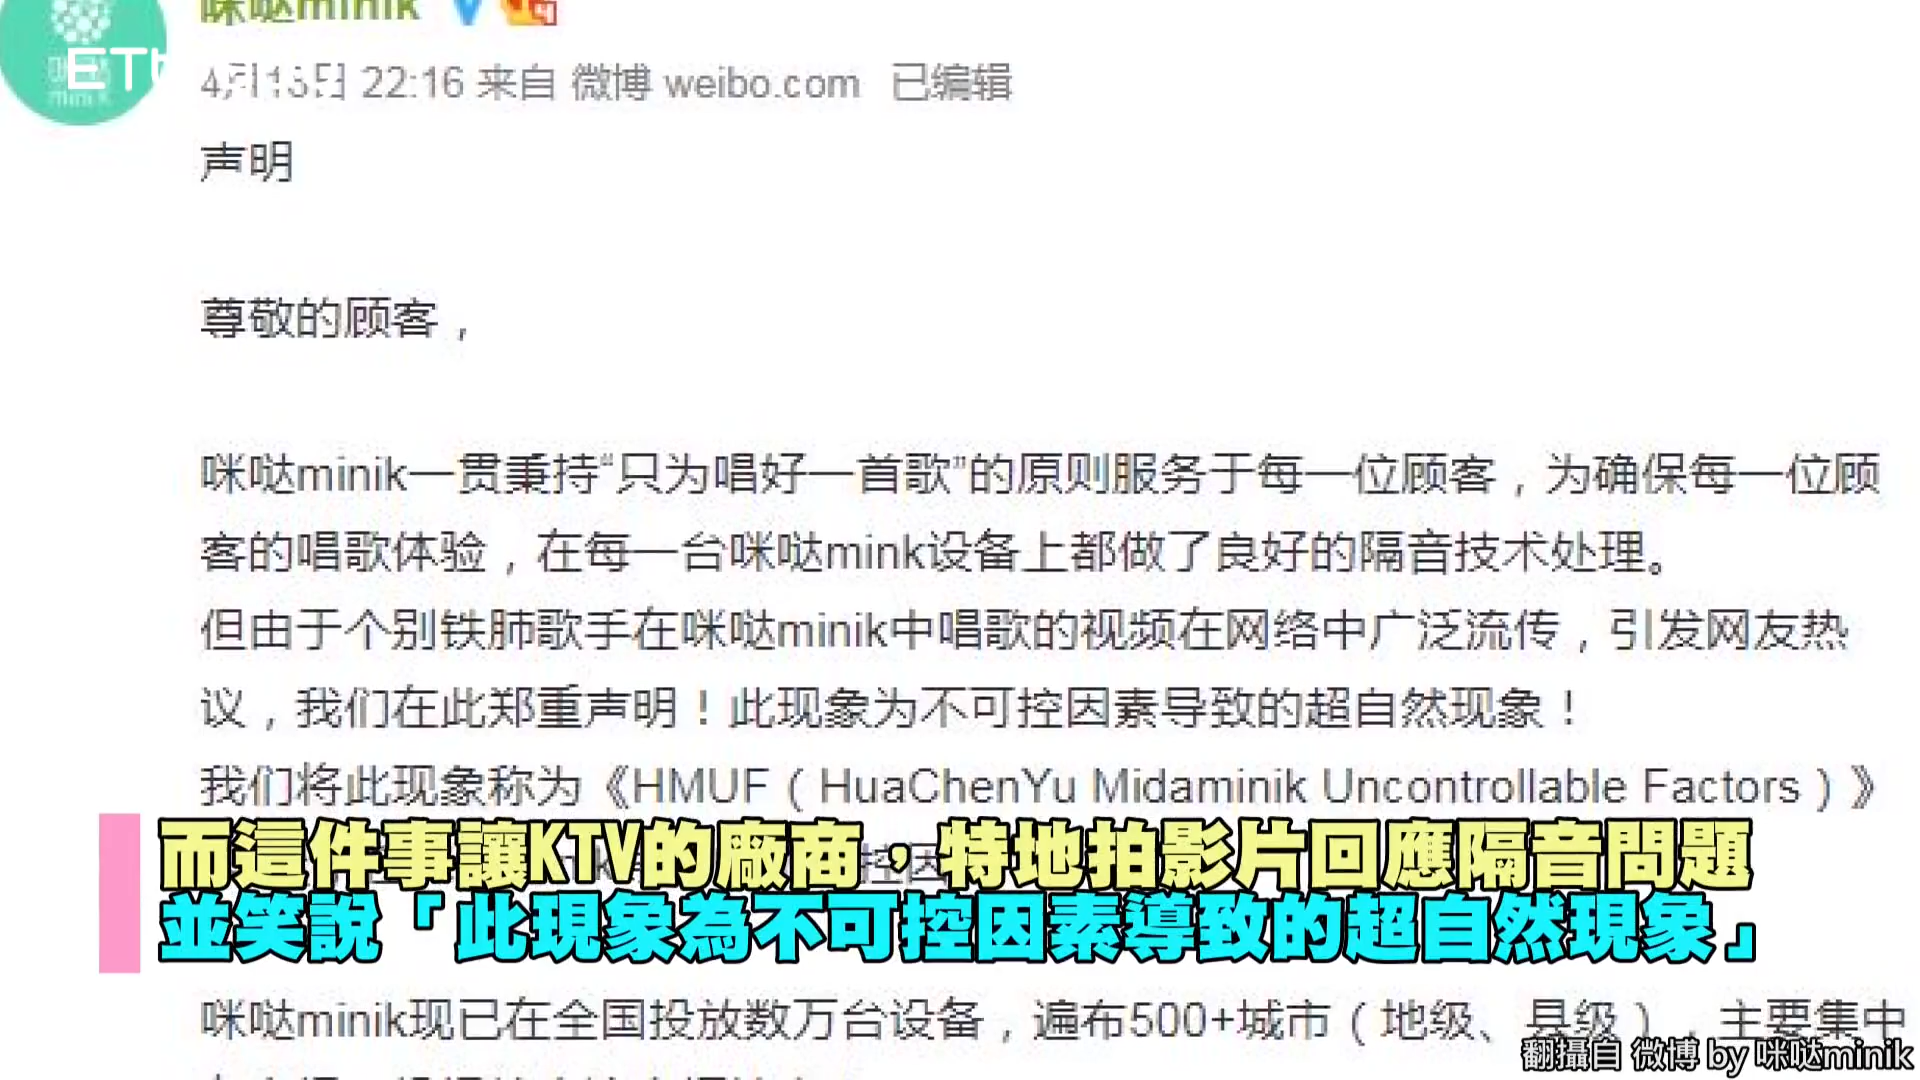 咪哒minik
ETt
4月16日 22:16 来自 微博 weibo.com 已编辑
声明
尊敬的顾客，
咪哒minik一贯秉持“只为唱好一首歌”的原则服务于每一位顾客，为确保每一位顾
客的唱歌体验，在每一台咪哒mink设备上都做了良好的隔音技术处理。
但由于个别铁肺歌手在咪哒minik中唱歌的视频在网络中广泛流传，引发网友热
议，我们在此郑重声明！此现象为不可控因素导致的超自然现象！
我们将此现象称为《HMUF（HuaChenYu Midaminik Uncontrollable Factors）》
而這件事讓KTV的廠商，特地拍影片回應隔音問題
並笑說「此現象為不可控因素導致的超自然現象」
咪哒minik现已在全国投放数万台设备，遍布500+城市（地级、县级），主要集中
翻攝自 微博 by 咪哒minik